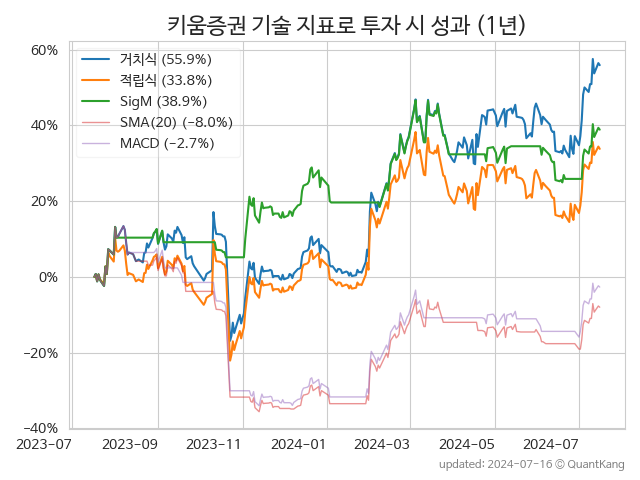 키움증권 기술 지표로 투자 시 성과 (1년)
60%
40%
20%
0%
−20%
−40%
거치식 (55.9%)
적립식 (33.8%)
SigM (38.9%)
SMA(20) (−8.0%)
MACD (−2.7%)
2023-07
2023-09
2023-11
2024-01
2024-03
2024-05
2024-07
updated: 2024-07-16 © QuantKang